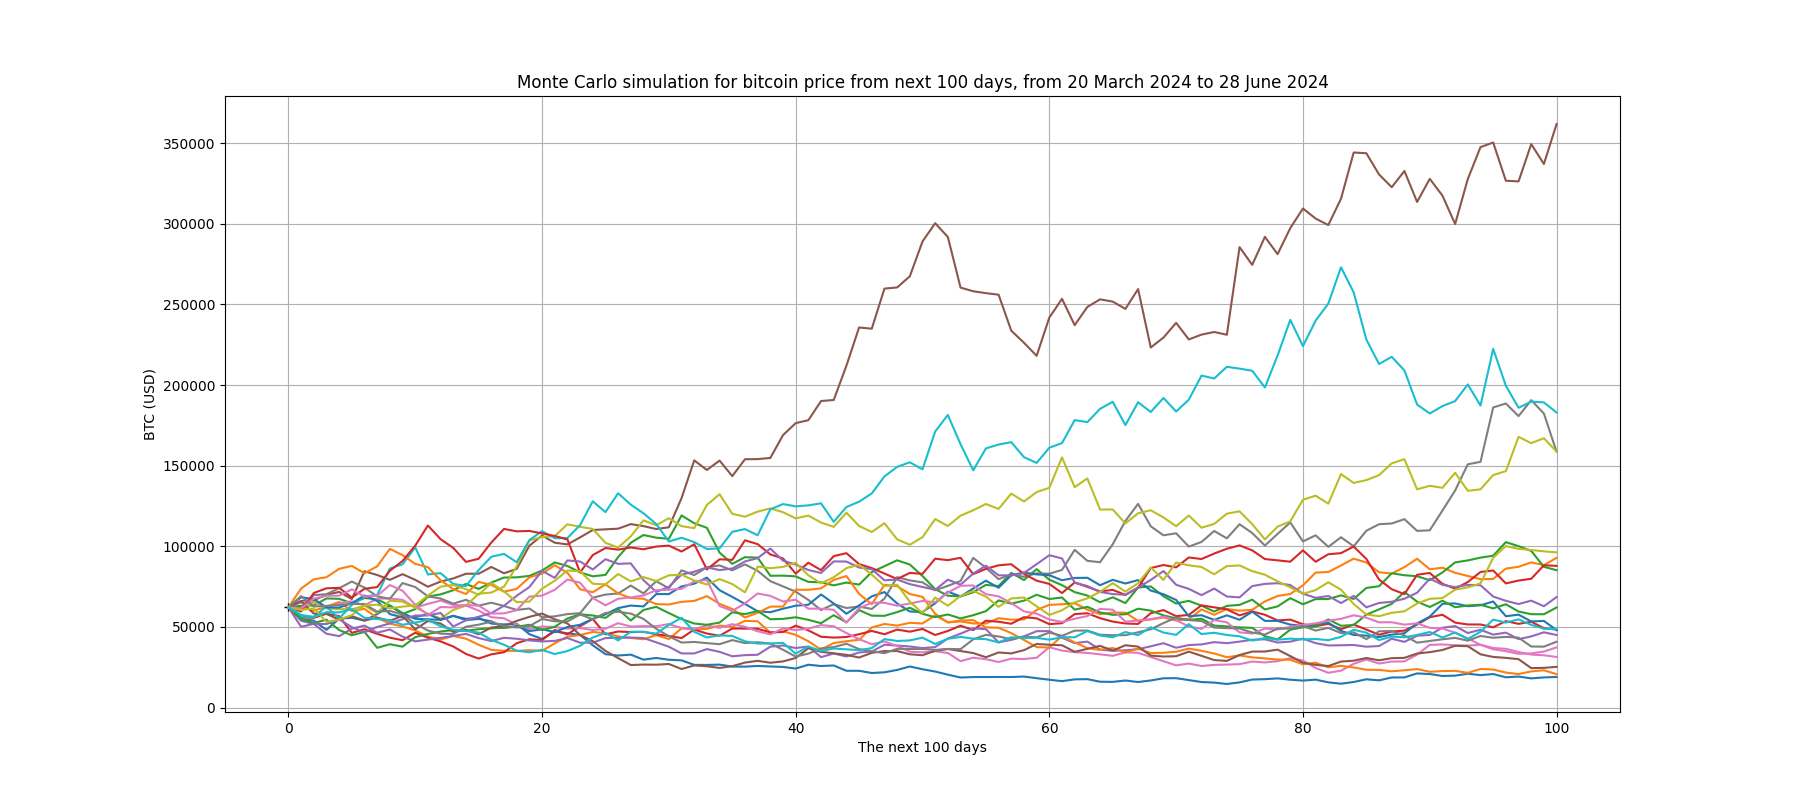 Monte Carlo simulation for bitcoin price from next 100 days, from 20 March 2024 to 28 June 2024
350000
300000
250000
200000
150000
100000
50000
0
BTC (USD)
0 20 40 60 80 100
The next 100 days